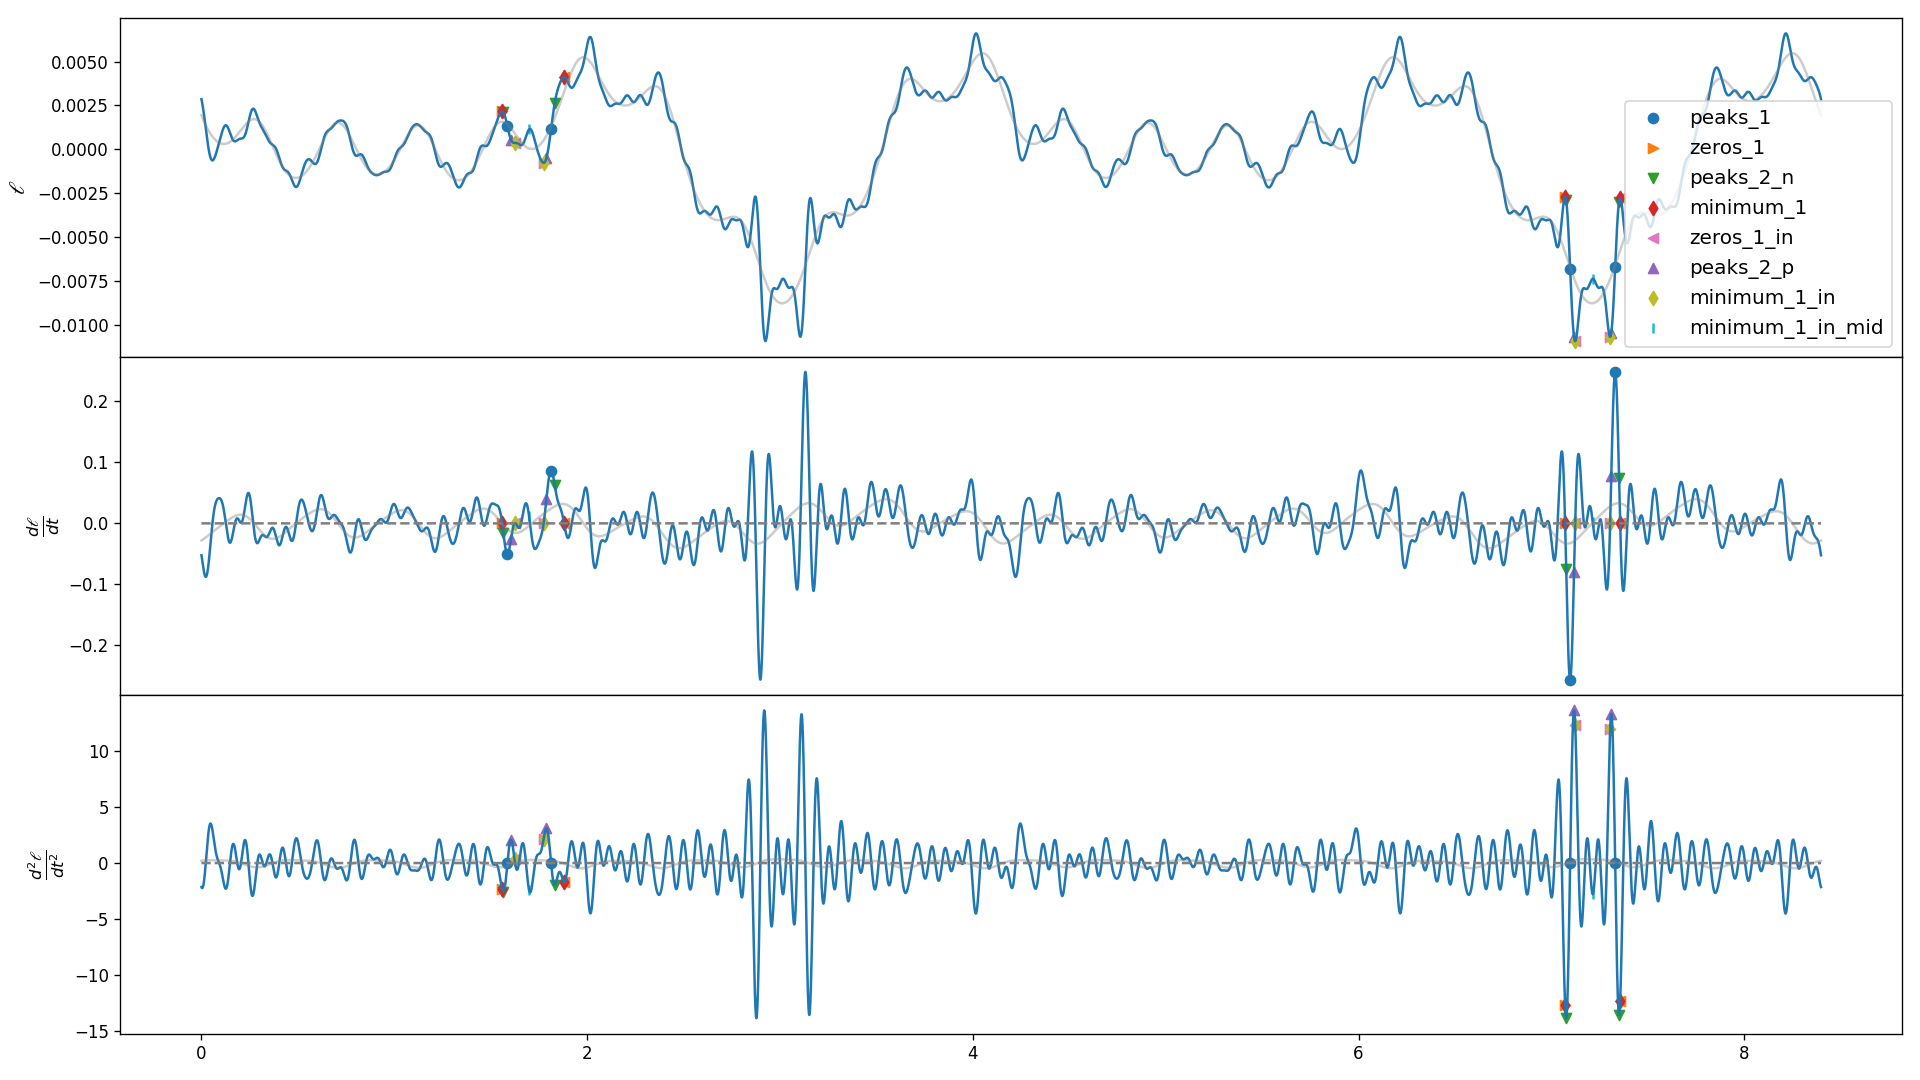 0.0050
0.0025
0.0000
−0.0025
−0.0050
−0.0075
−0.0100
ℓ
peaks_1
zeros_1
peaks_2_n
minimum_1
zeros_1_in
peaks_2_p
minimum_1_in
minimum_1_in_mid
0.2
0.1
0.0
−0.1
−0.2
dℓ
dt
10
5
0
−5
−10
−15
d²ℓ
dt²
0 2 4 6 8